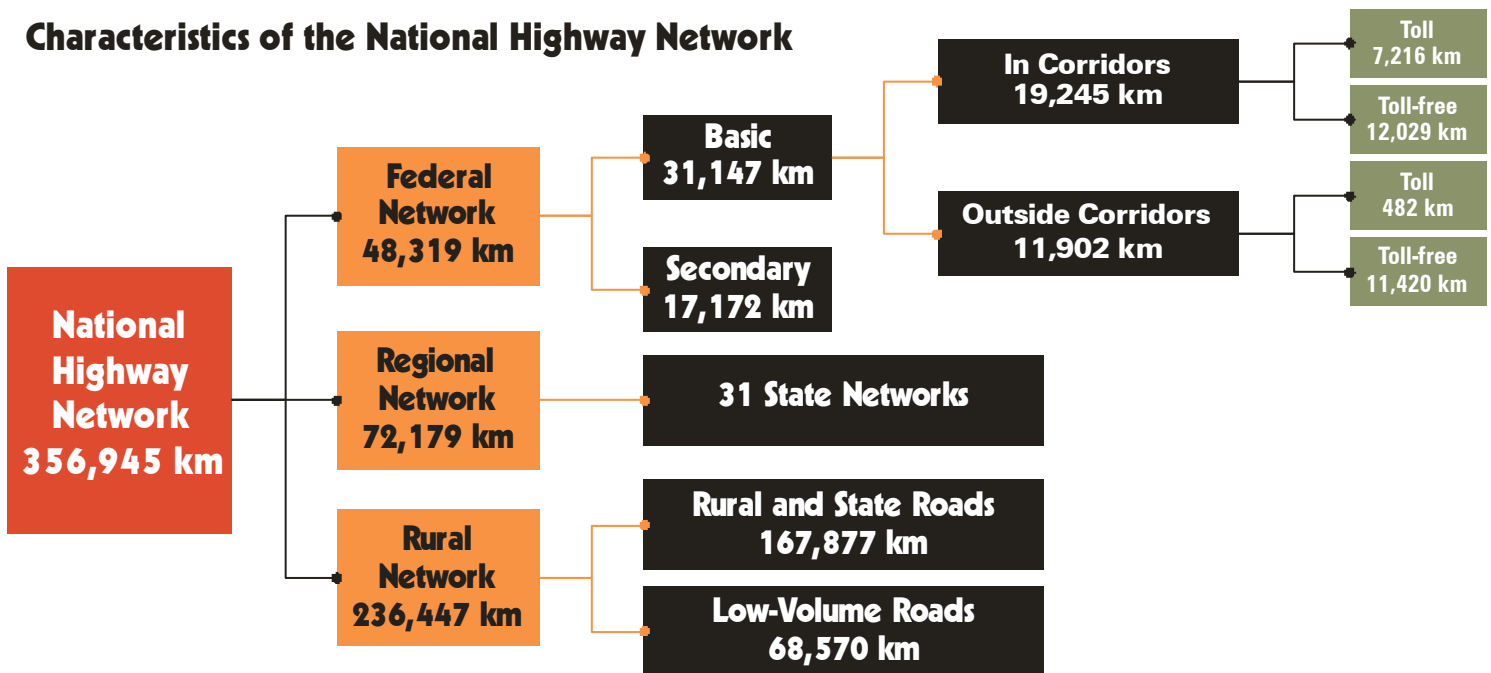 Characteristics of the National Highway Network
National
Highway
Network
356,945 km
Federal
Network
48,319 km
Basic
31,147 km
In Corridors
19,245 km
Toll
7,216 km
Toll-free
12,029 km
Outside Corridors
11,902 km
Toll
482 km
Toll-free
11,420 km
Secondary
17,172 km
Regional
Network
72,179 km
31 State Networks
Rural
Network
236,447 km
Rural and State Roads
167,877 km
Low-Volume Roads
68,570 km